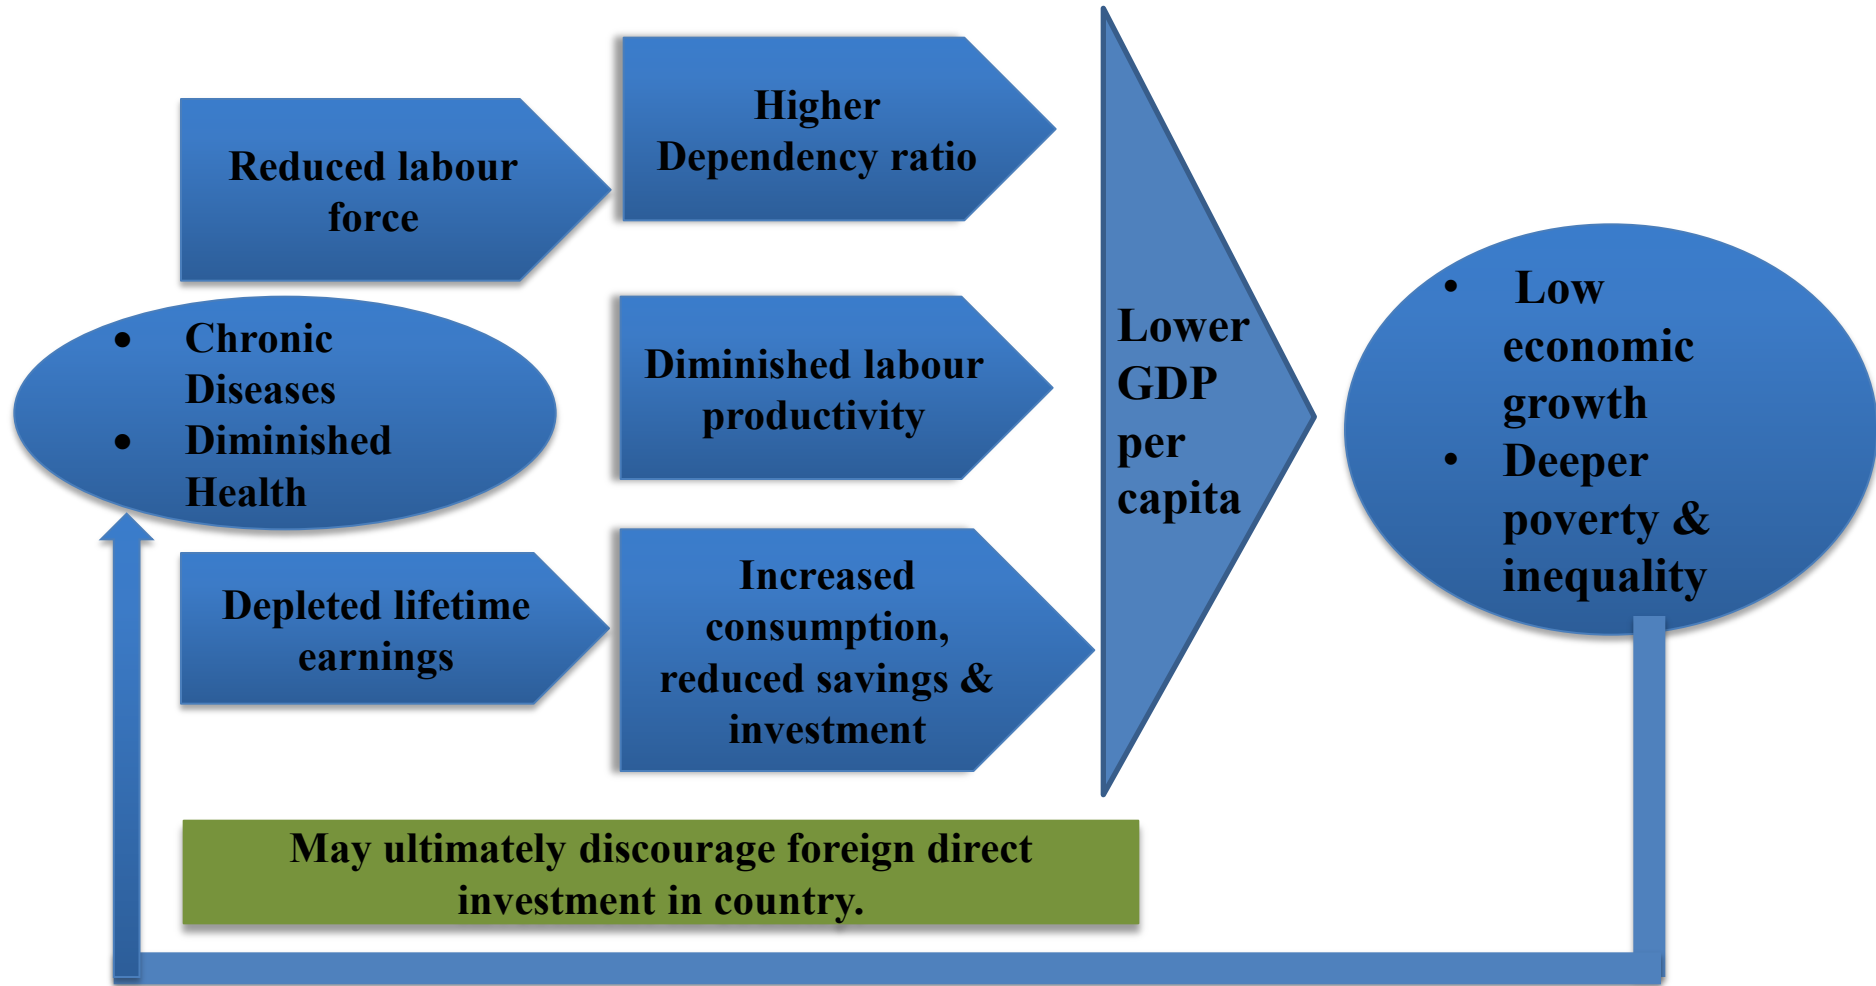 Reduced labour
force
Higher
Dependency ratio
• Chronic
Diseases
• Diminished
Health
Diminished labour
productivity
Depleted lifetime
earnings
Increased
consumption,
reduced savings &
investment
Lower
GDP
per
capita
• Low
economic
growth
• Deeper
poverty &
inequality
May ultimately discourage foreign direct
investment in country.